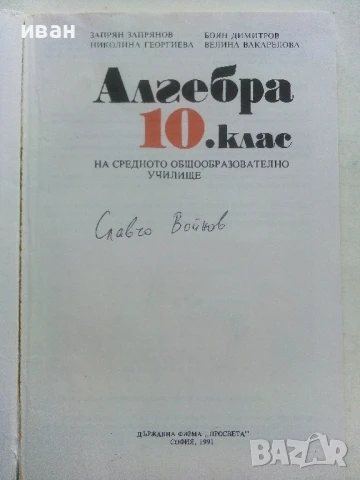 иван
ЗАПРЯН ЗАПРЯНОВ БОЯН ДИМИТРОВ
НИКОЛИНА ГЕОРГИЕВА ВЕЛИНА ВАКАРЕЛОВА
Алгебра
10.клас
НА СРЕДНОТО ОБЩООБРАЗОВАТЕЛНО
УЧИЛИЩЕ
Славчо Войнов
ДЪРЖАВНА ФИРМА „ПРОСВЕТА"
СОФИЯ, 1991
BAZAR